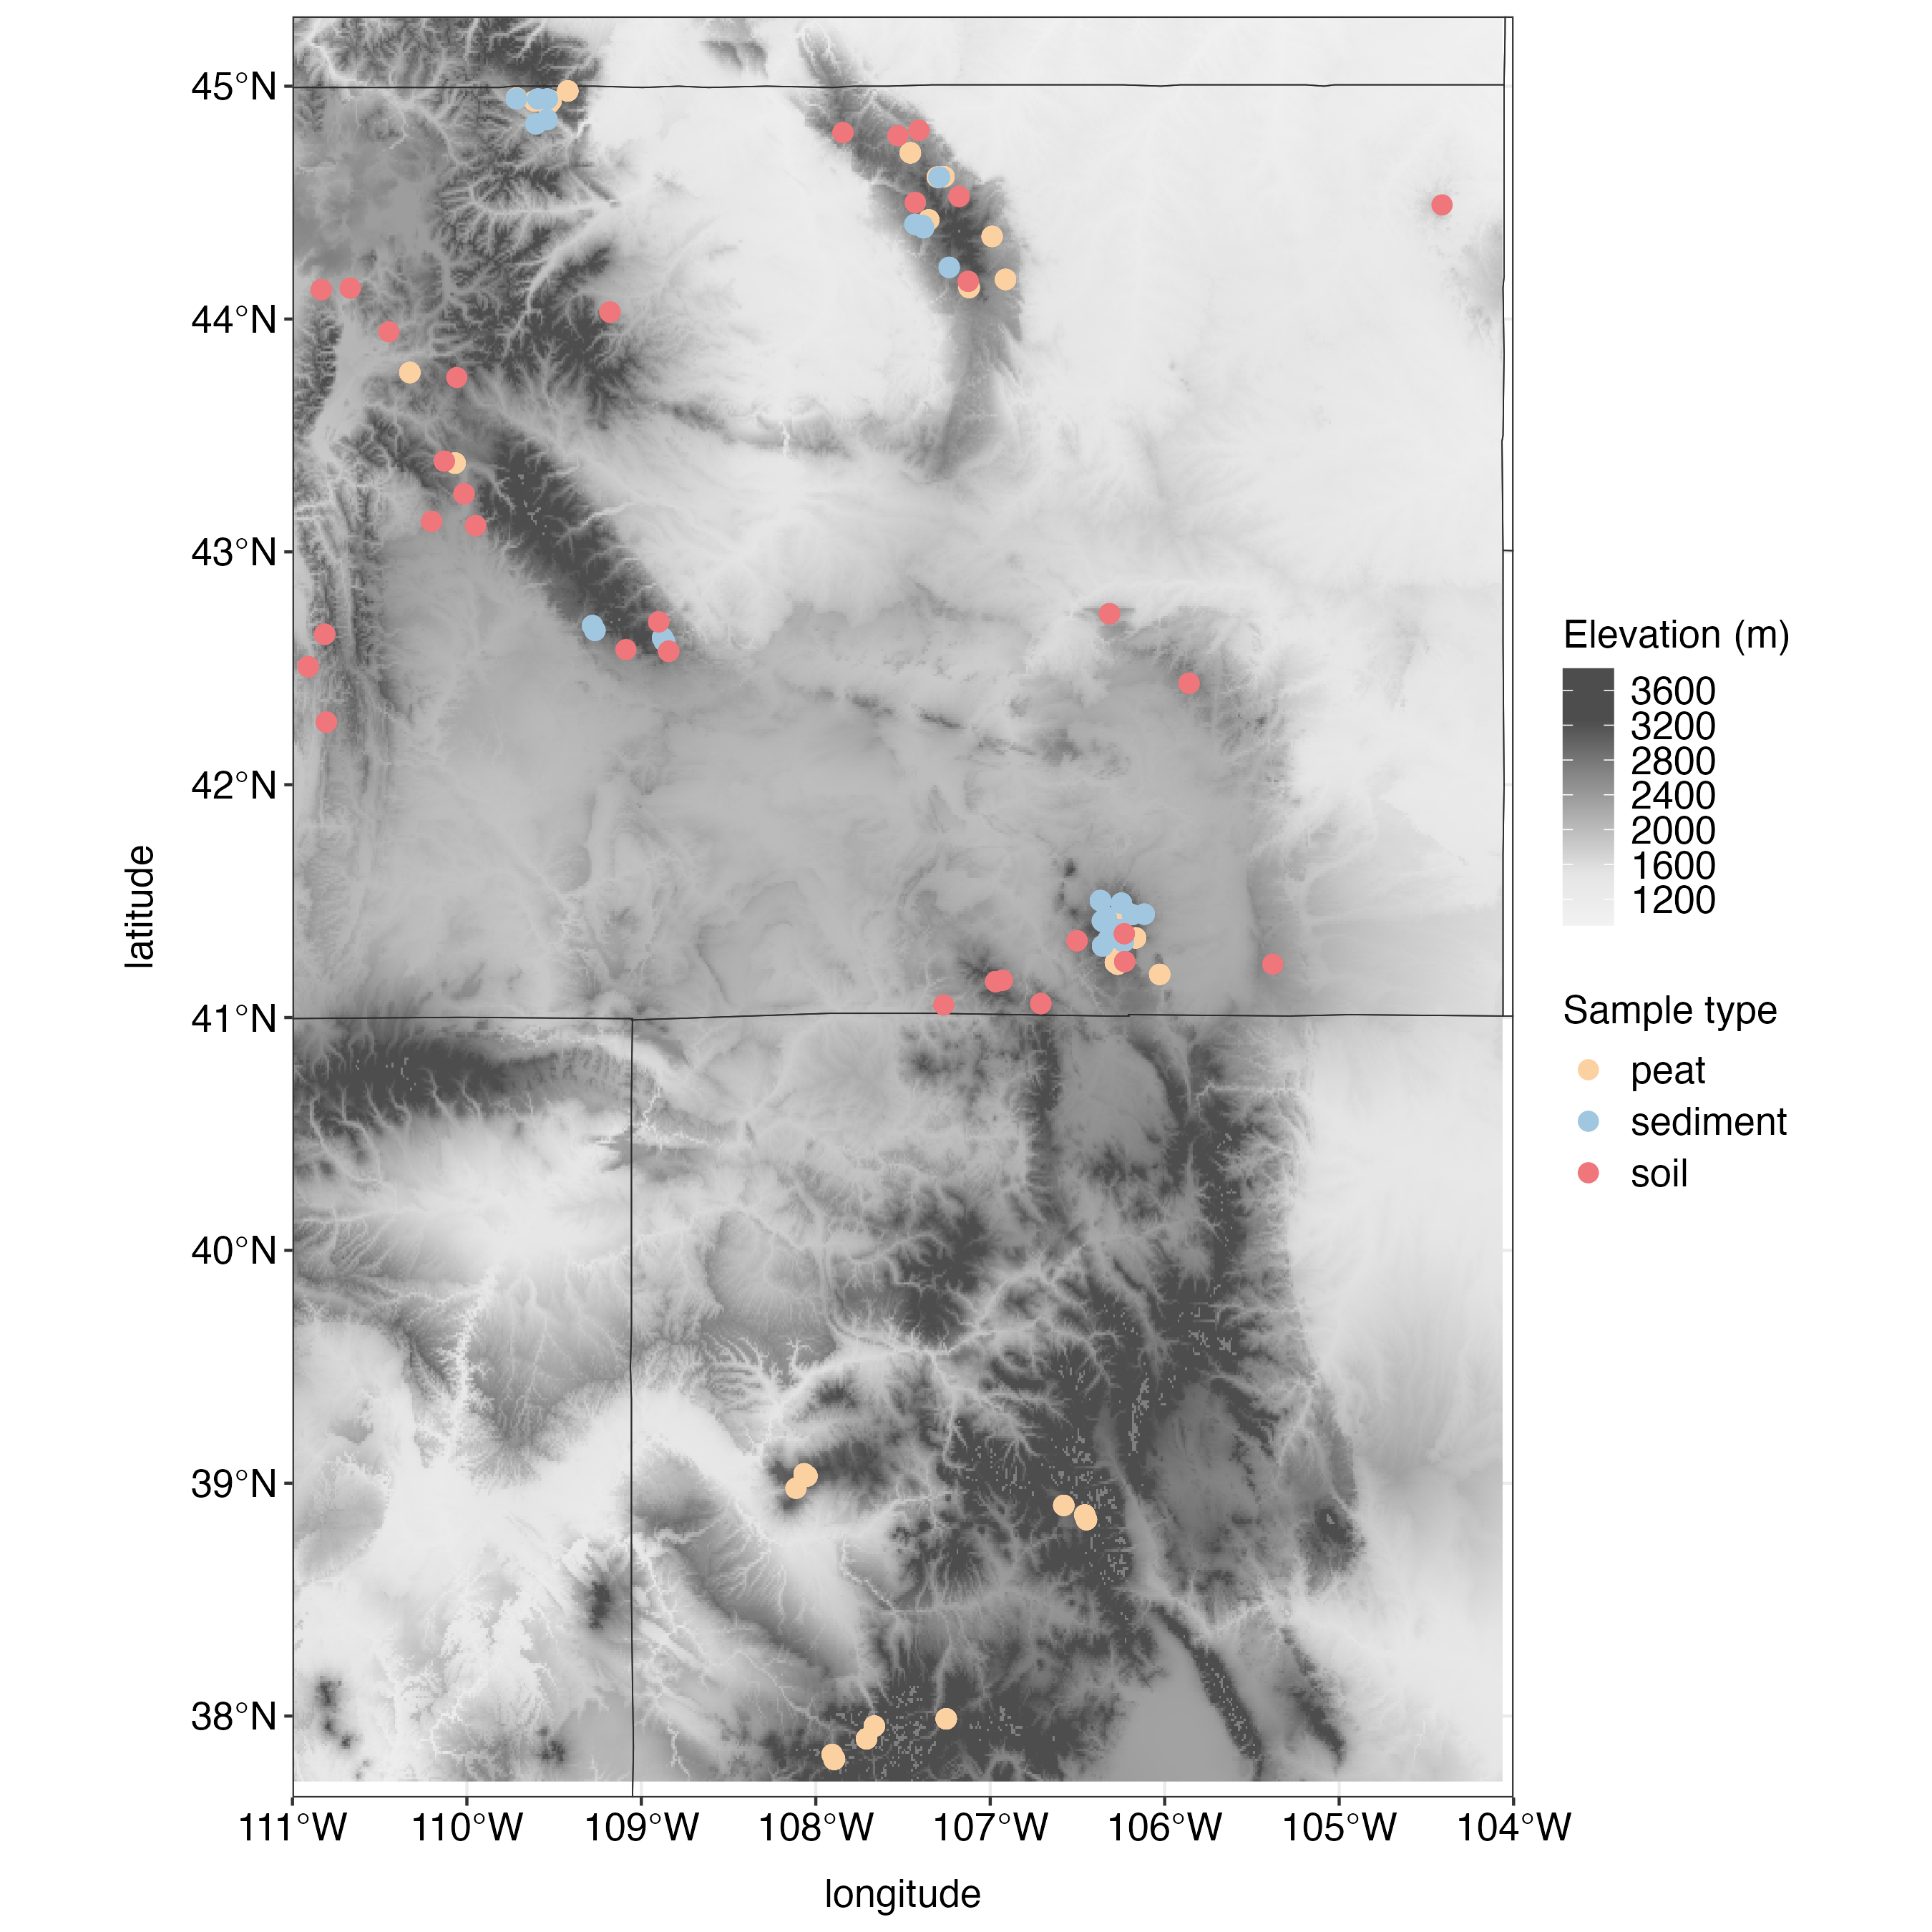 45°N
44°N
43°N
42°N
41°N
40°N
39°N
38°N
latitude
111°W 110°W 109°W 108°W 107°W 106°W 105°W 104°W
longitude
Elevation (m)
3600
3200
2800
2400
2000
1600
1200
Sample type
peat
sediment
soil